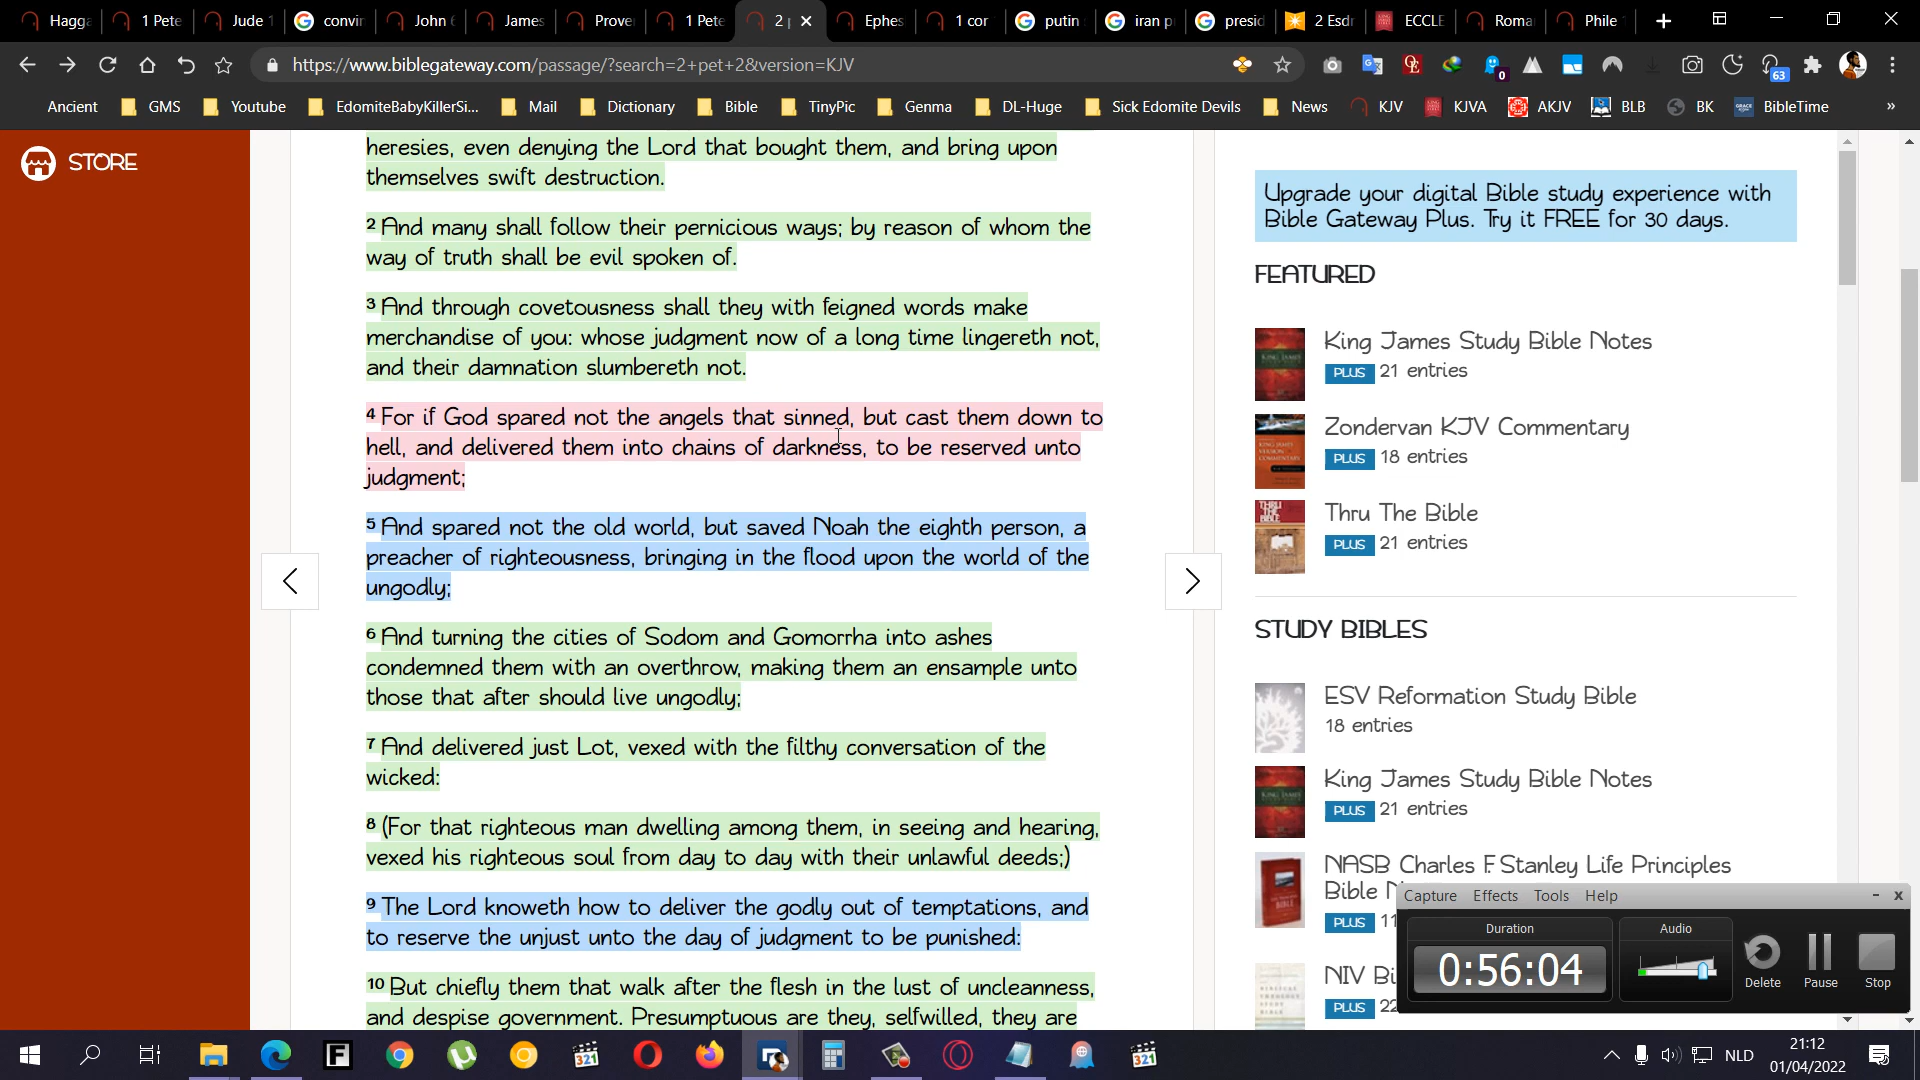 Hagga
1 Pete
Jude 1
convin
John 6
James
Prove
1 Pete
2 p
Ephes
1 cor
putin
iran p
presid
2 Esdr
ECCLE
Roma
Phile
https://www.biblegateway.com/passage/?search=2+pet+2&version=KJV
0
63
Ancient
GMS
Youtube
EdomiteBabyKillerSi...
Mail
Dictionary
Bible
TinyPic
Genma
DL-Huge
Sick Edomite Devils
News
KJV
KJVA
AKJV
BLB
BK
BibleTime
STORE
heresies, even denying the Lord that bought them, and bring upon
themselves swift destruction.
2 And many shall follow their pernicious ways; by reason of whom the
way of truth shall be evil spoken of.
3 And through covetousness shall they with feigned words make
merchandise of you: whose judgment now of a long time lingereth not,
and their damnation slumbereth not.
4 For if God spared not the angels that sinned, but cast them down to
hell, and delivered them into chains of darkness, to be reserved unto
judgment;
5 And spared not the old world, but saved Noah the eighth person, a
preacher of righteousness, bringing in the flood upon the world of the
ungodly;
6 And turning the cities of Sodom and Gomorrha into ashes
condemned them with an overthrow, making them an ensample unto
those that after should live ungodly;
7 And delivered just Lot, vexed with the filthy conversation of the
wicked:
8 (For that righteous man dwelling among them, in seeing and hearing,
vexed his righteous soul from day to day with their unlawful deeds;)
9 The Lord knoweth how to deliver the godly out of temptations, and
to reserve the unjust unto the day of judgment to be punished:
10 But chiefly them that walk after the flesh in the lust of uncleanness,
and despise government. Presumptuous are they, selfwilled, they are
Upgrade your digital Bible study experience with
Bible Gateway Plus. Try it FREE for 30 days.
FEATURED
King James Study Bible Notes
PLUS 21 entries
Zondervan KJV Commentary
PLUS 18 entries
Thru The Bible
PLUS 21 entries
STUDY BIBLES
ESV Reformation Study Bible
18 entries
King James Study Bible Notes
PLUS 21 entries
NASB Charles F. Stanley Life Principles
Bible N
PLUS 11
NIV Bi
PLUS 22
Capture Effects Tools Help
Duration
Audio
0:56:04
Delete
Pause
Stop
321
321
NLD
21:12
01/04/2022